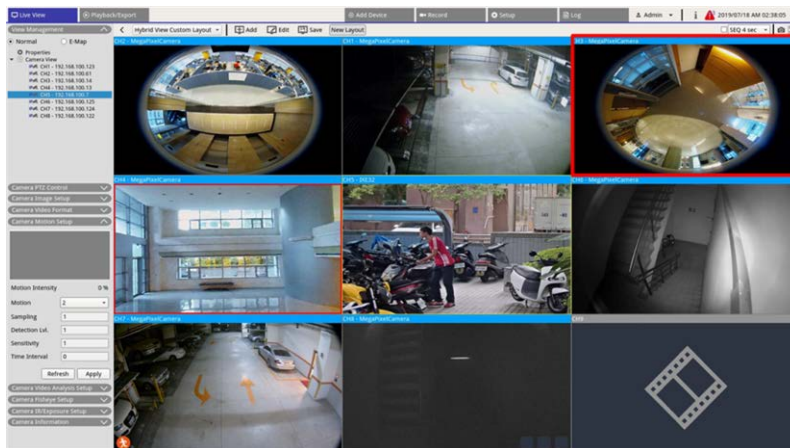 Live View
Playback/Export
Add Device
Record
Setup
Log
Admin
2019/07/18 AM 02:38:05
View Management
Hybrid View Custom Layout
Add
Edit
Save
New Layout
SEQ 4 sec
Normal
E-Map
Properties
Camera View
CH1 - 192.168.100.123
CH2 - 192.168.100.61
CH3 - 192.168.100.14
CH4 - 192.168.100.13
CH5 - 192.168.100.7
CH6 - 192.168.100.125
CH7 - 192.168.100.124
CH8 - 192.168.100.122
CH2 - MegaPixelCamera
CH1 - MegaPixelCamera
MegaPixelCamera
Camera PTZ Control
Camera Image Setup
Camera Video Format
Camera Motion Setup
CH4 - MegaPixelCamera
MegaPixelCamera
Motion Intensity
0 %
Motion
2
Sampling
1
Detection Lvl.
1
Sensitivity
1
Time Interval
0
Refresh
Apply
CH7 - MegaPixelCamera
CH8 - MegaPixelCamera
CH9
Camera Video Analysis Setup
Camera Fisheye Setup
Camera IR/Exposure Setup
Camera Information